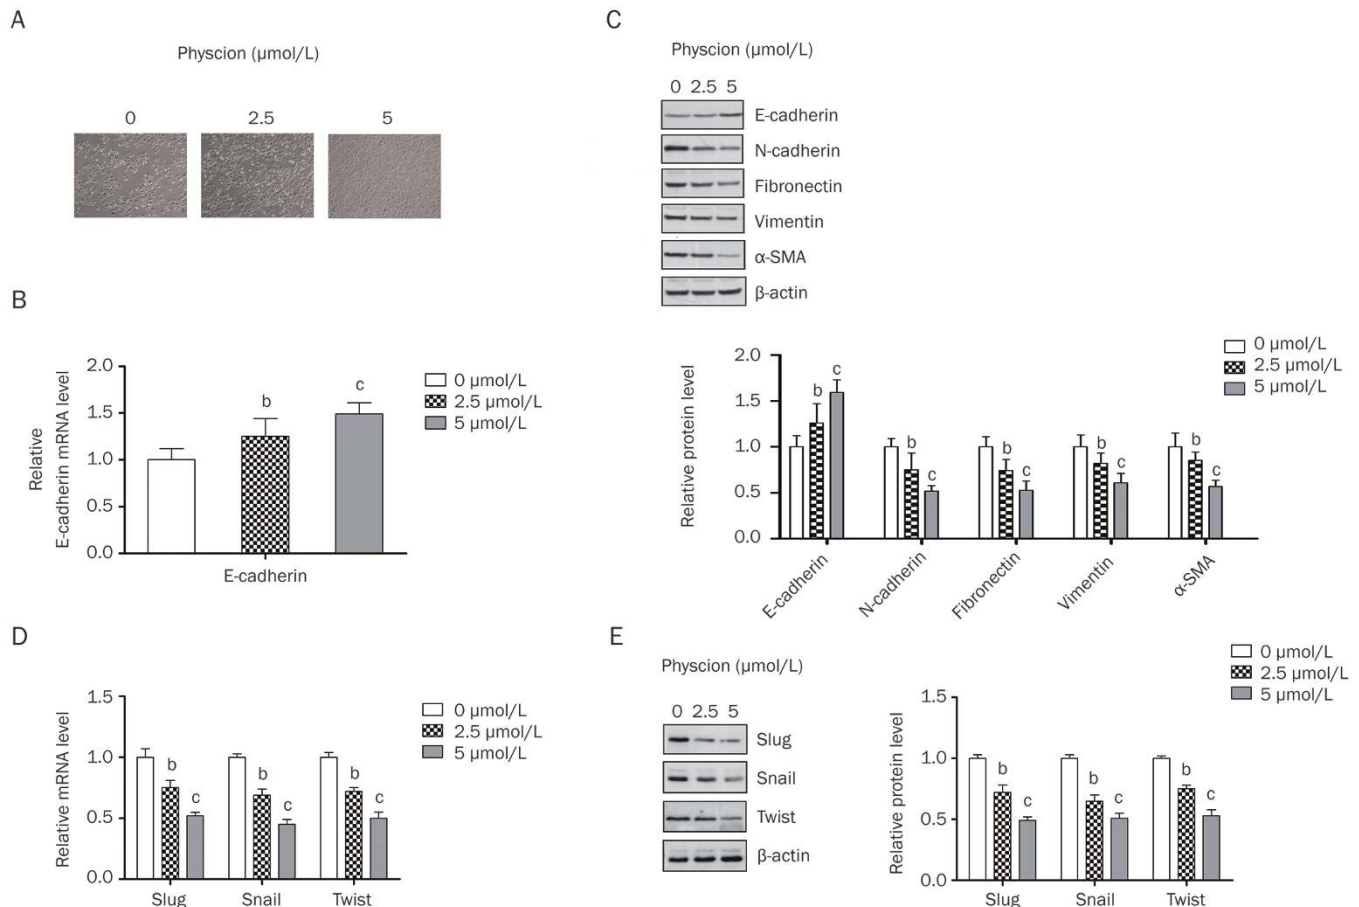 A
Physcion (µmol/L)
0 2.5 5
B
2.0
1.5
1.0
0.5
0.0
Relative
E-cadherin mRNA level
b
c
E-cadherin
0 µmol/L
2.5 µmol/L
5 µmol/L
C
Physcion (µmol/L)
0 2.5 5
E-cadherin
N-cadherin
Fibronectin
Vimentin
α-SMA
β-actin
2.0
1.5
1.0
0.5
0.0
Relative protein level
b c
b c
b c
b c
b c
E-cadherin
N-cadherin
Fibronectin
Vimentin
α-SMA
0 µmol/L
2.5 µmol/L
5 µmol/L
D
1.5
1.0
0.5
0.0
Relative mRNA level
b c
b c
b c
Slug Snail Twist
0 µmol/L
2.5 µmol/L
5 µmol/L
E
Physcion (µmol/L)
0 2.5 5
Slug
Snail
Twist
β-actin
1.5
1.0
0.5
0.0
Relative protein level
b c
b c
b c
Slug Snail Twist
0 µmol/L
2.5 µmol/L
5 µmol/L